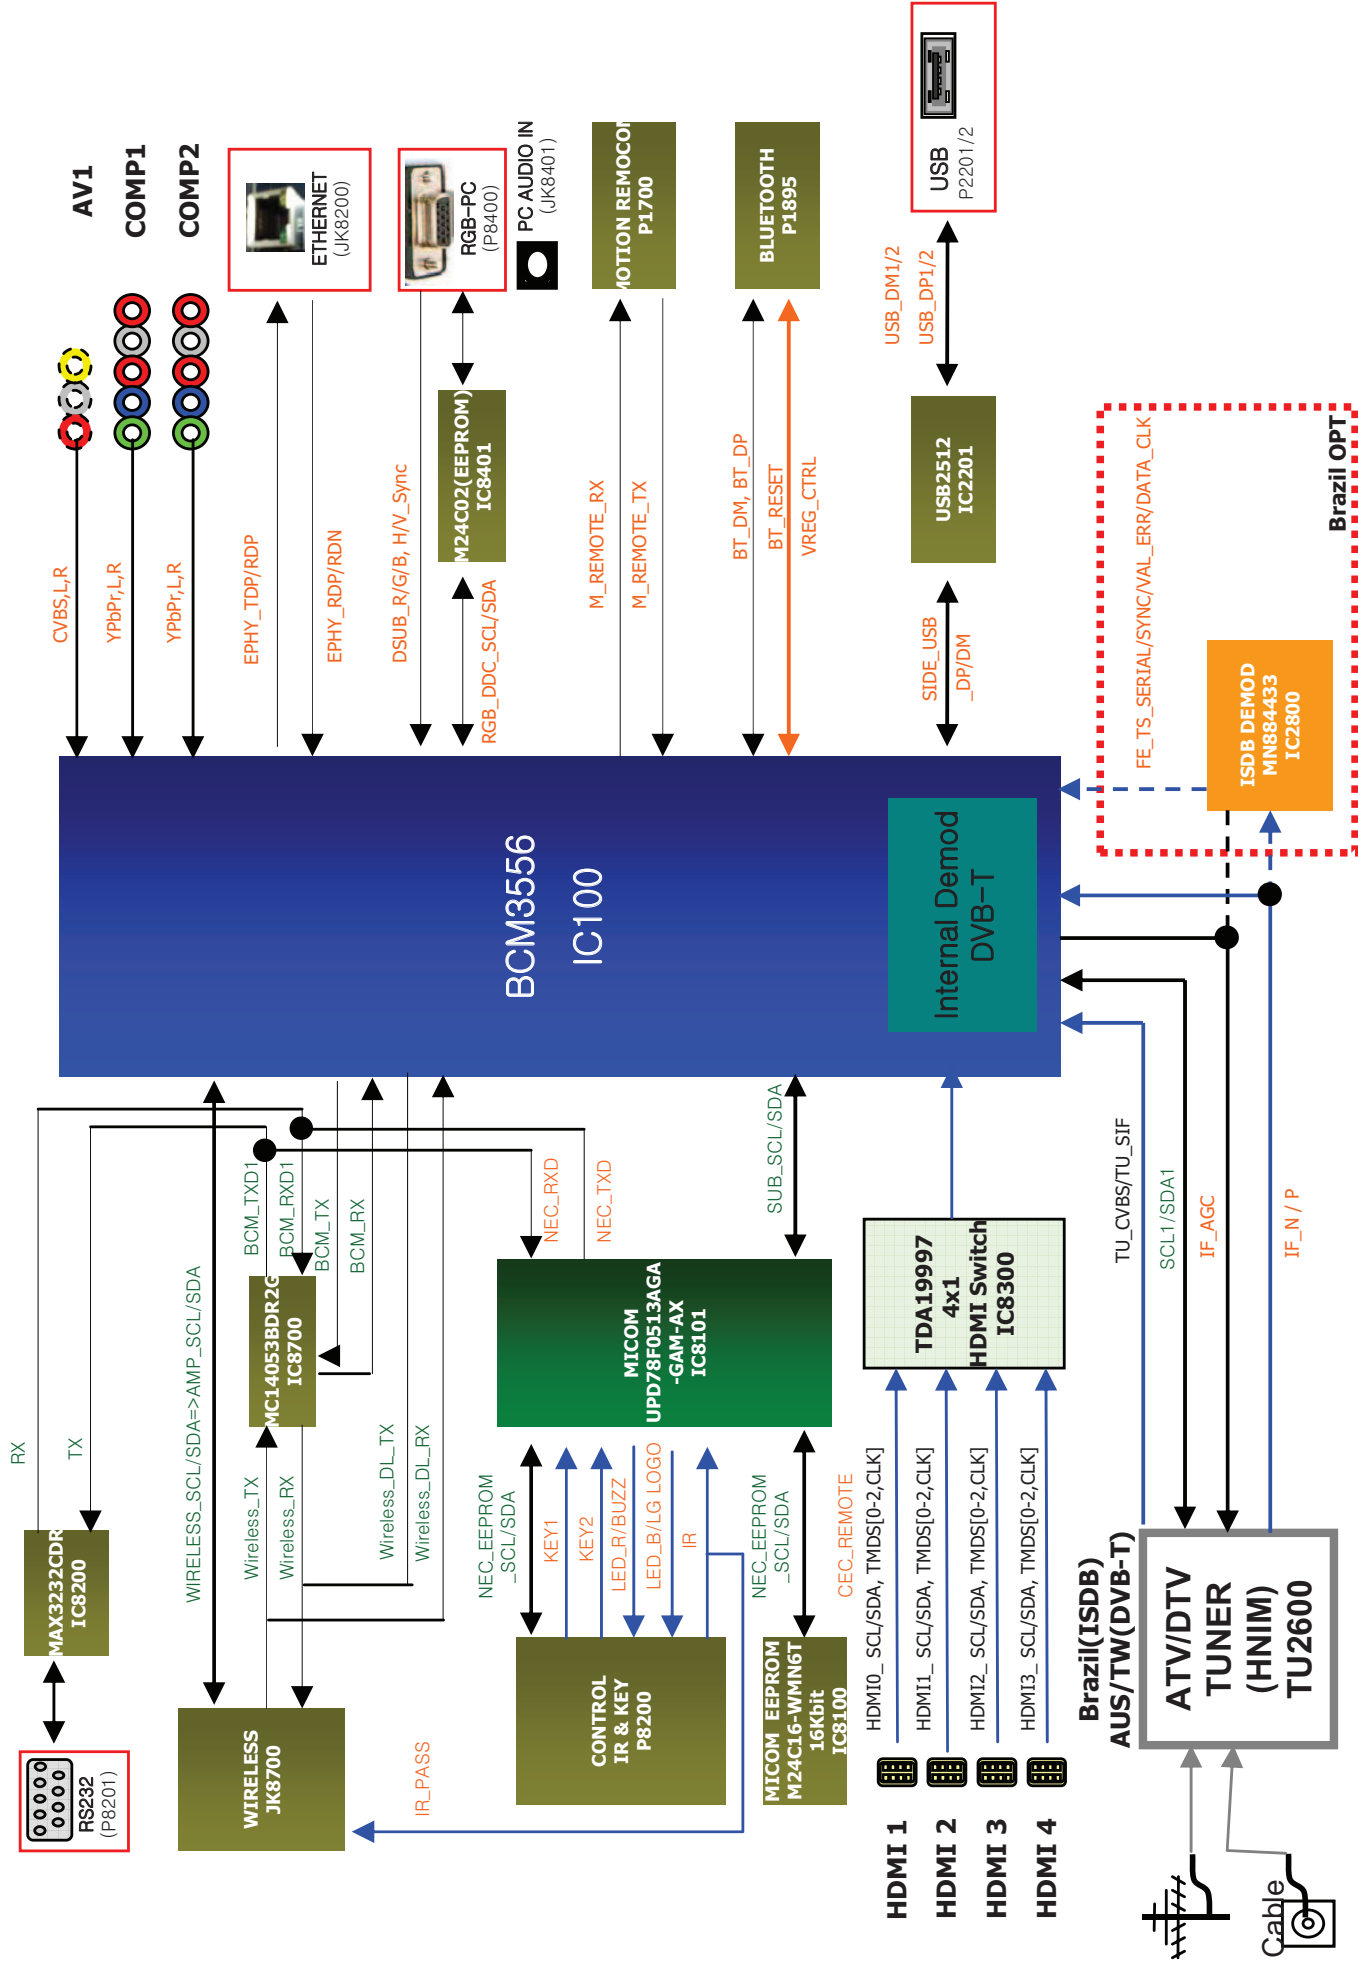 RS232
(P8201)
MAX3232CDR
IC8200
RX
TX
WIRELESS
JK8700
WIRELESS_SCL/SDA=>AMP_SCL/SDA
Wireless_TX
Wireless_RX
MC14053BDR2G
IC8700
BCM_TXD1
BCM_RXD1
BCM_TX
BCM_RX
Wireless_DL_TX
Wireless_DL_RX
IR_PASS
CONTROL
IR & KEY
P8200
NEC_EEPROM
_SCL/SDA
KEY1
KEY2
LED_R/BUZZ
LED_B/LG LOGO
IR
MICOM
UPD78F0513AGA
-GAM-AX
IC8101
NEC_RXD
NEC_TXD
SUB_SCL/SDA
MICOM EEPROM
M24C16-WMN6T
16Kbit
IC8100
NEC_EEPROM
_SCL/SDA
CEC_REMOTE
HDMI 1
HDMI 2
HDMI 3
HDMI 4
HDMI0_ SCL/SDA, TMDS[0-2,CLK]
HDMI1_ SCL/SDA, TMDS[0-2,CLK]
HDMI2_ SCL/SDA, TMDS[0-2,CLK]
HDMI3_ SCL/SDA, TMDS[0-2,CLK]
TDA19997
4x1
HDMI Switch
IC8300
Cable
Brazil(ISDB)
AUS/TW(DVB-T)
ATV/DTV
TUNER
(HNIM)
TU2600
TU_CVBS/TU_SIF
SCL1/SDA1
IF_AGC
IF_N / P
BCM3556
IC100
Internal Demod
DVB-T
AV1
COMP1
COMP2
CVBS,L,R
YPbPr,L,R
YPbPr,L,R
EPHY_TDP/RDP
EPHY_RDP/RDN
ETHERNET
(JK8200)
DSUB_R/G/B, H/V_Sync
RGB_DDC_SCL/SDA
M24C02(EEPROM)
IC8401
RGB-PC
(P8400)
PC AUDIO IN
(JK8401)
M_REMOTE_RX
M_REMOTE_TX
MOTION REMOCON
P1700
BT_DM, BT_DP
BT_RESET
VREG_CTRL
BLUETOOTH
P1895
SIDE_USB
_DP/DM
USB2512
IC2201
USB_DM1/2
USB_DP1/2
USB
P2201/2
FE_TS_SERIAL/SYNC/VAL_ERR/DATA_CLK
ISDB DEMOD
MN884433
IC2800
Brazil OPT